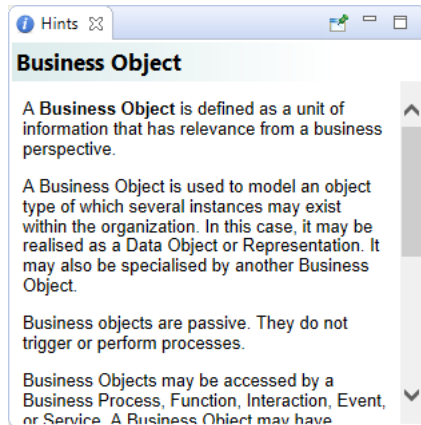 Hints
Business Object
A Business Object is defined as a unit of
information that has relevance from a business
perspective.
A Business Object is used to model an object
type of which several instances may exist
within the organization. In this case, it may be
realised as a Data Object or Representation. It
may also be specialised by another Business
Object.
Business objects are passive. They do not
trigger or perform processes.
Business Objects may be accessed by a
Business Process, Function, Interaction, Event,
or Service. A Business Object may have